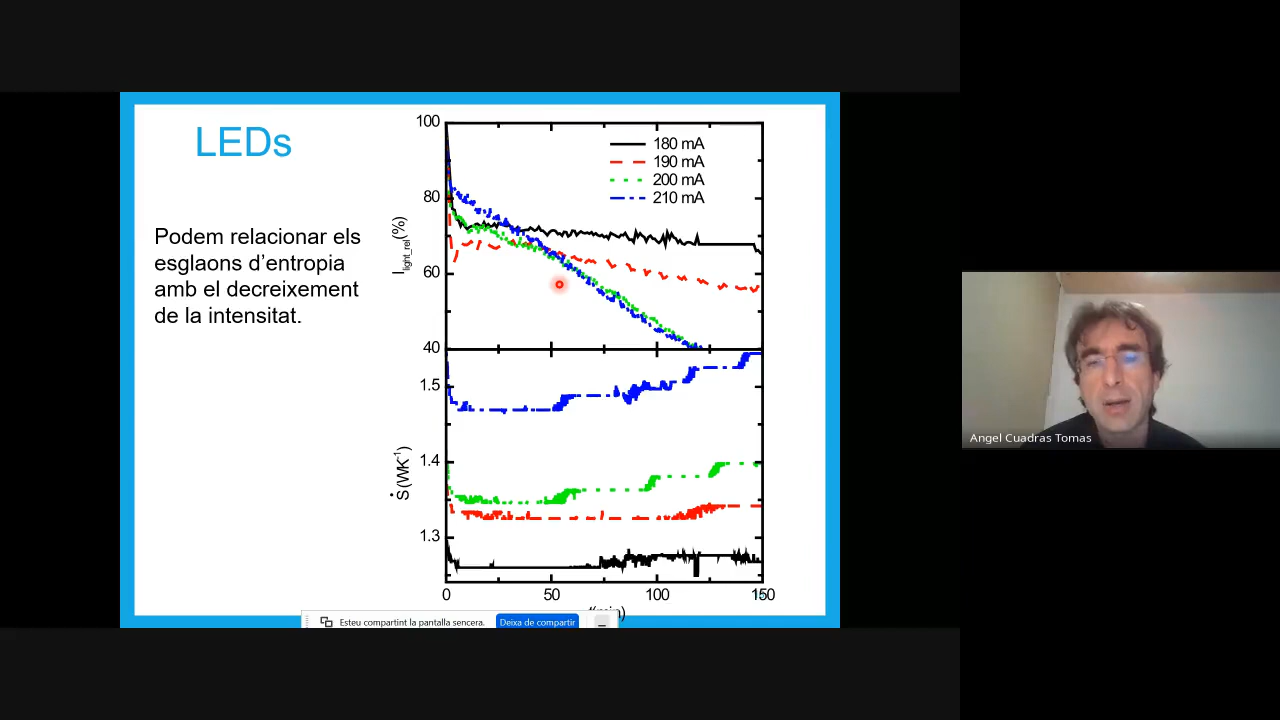 LEDs
Podem relacionar els
esglaons d’entropia
amb el decreixement
de la intensitat.
100
80
60
40
I light_rel (%)
180 mA
190 mA
200 mA
210 mA
1.5
1.4
1.3
Ṡ (WK⁻¹)
0 50 100 150
Esteu compartint la pantalla sencera. Deixa de compartir
Angel Cuadras Tomas